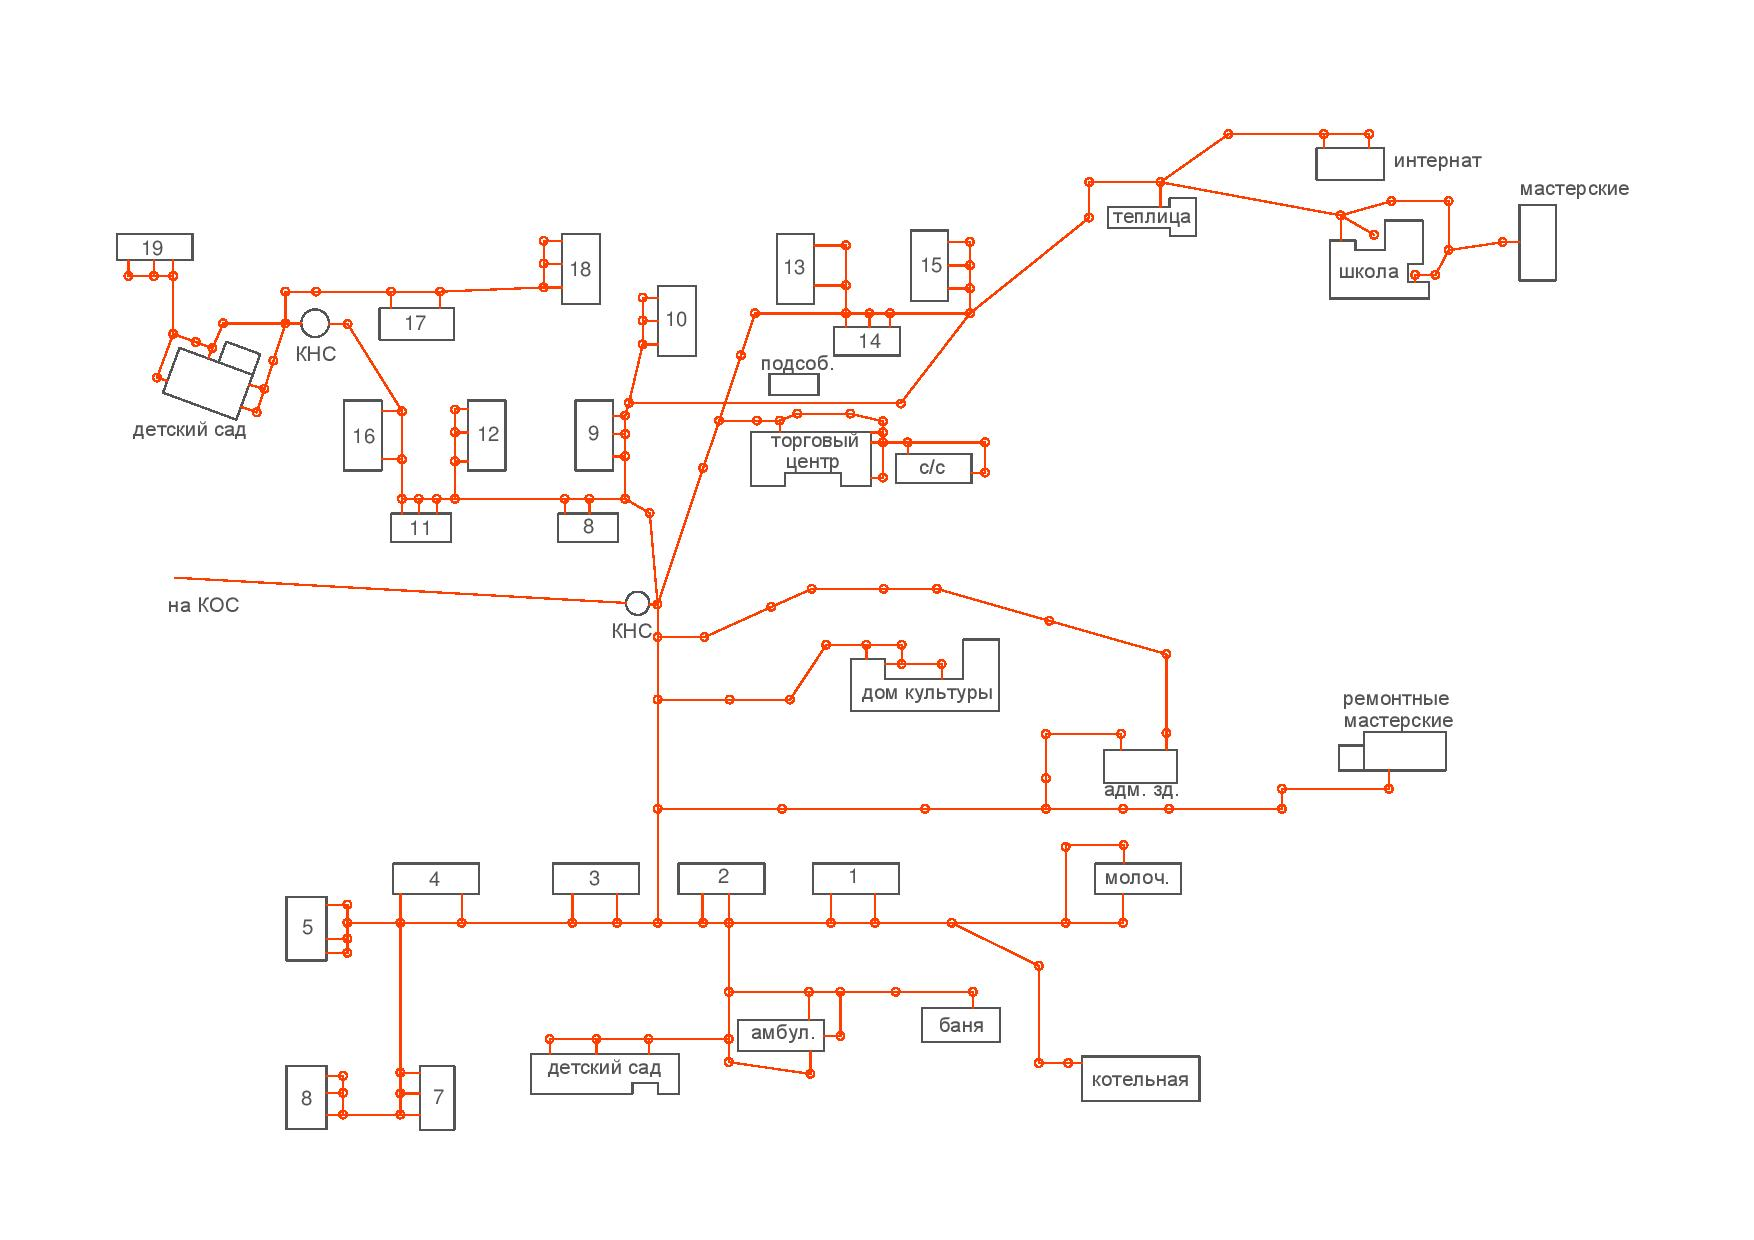 интернат
мастерские
теплица
19
18
13
15
школа
17
10
КНС
14
подсоб.
детский сад
16
12
9
торговый
центр
с/с
11
8
на КОС
КНС
дом культуры
ремонтные
мастерские
адм. зд.
4
3
2
1
молоч.
5
баня
амбул.
детский сад
котельная
8
7